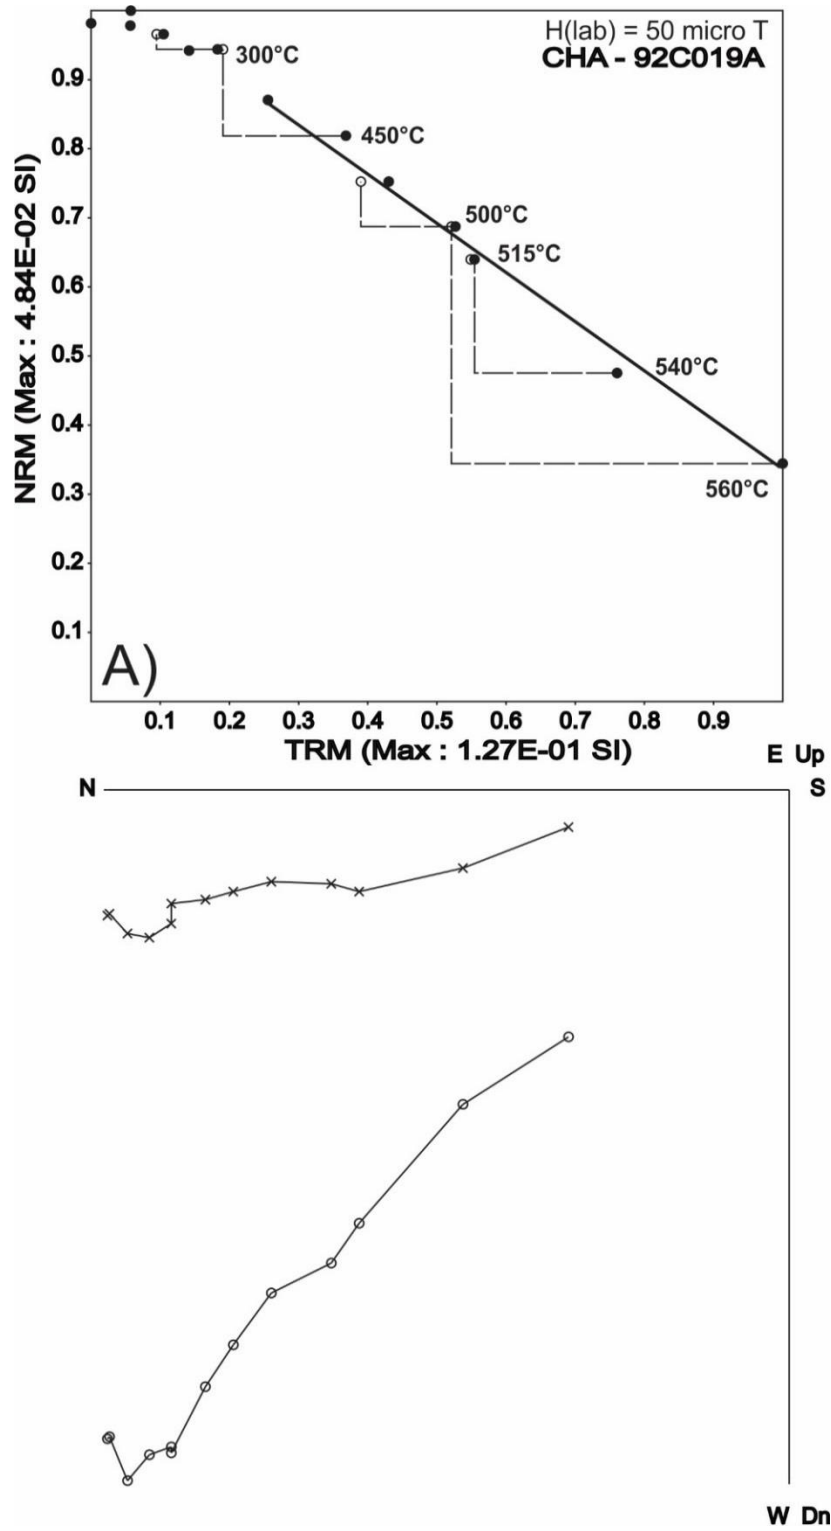 H(lab) = 50 micro T
CHA - 92C019A
300°C
450°C
500°C
515°C
540°C
560°C
NRM (Max : 4.84E-02 SI)
0.9
0.8
0.7
0.6
0.5
0.4
0.3
0.2
0.1
A)
0.1 0.2 0.3 0.4 0.5 0.6 0.7 0.8 0.9
TRM (Max : 1.27E-01 SI)
E Up
N S
W Dn